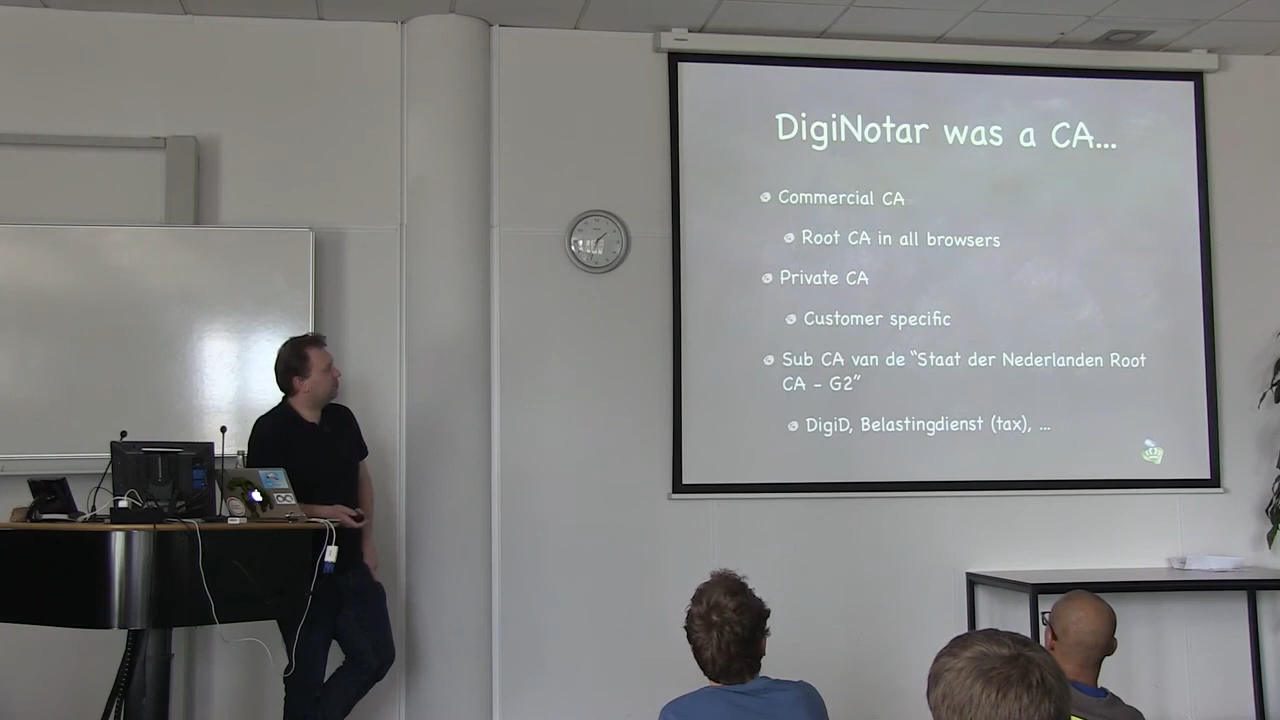 DigiNotar was a CA...
Commercial CA
Root CA in all browsers
Private CA
Customer specific
Sub CA van de “Staat der Nederlanden Root
CA - G2”
DigiD, Belastingdienst (tax), ...